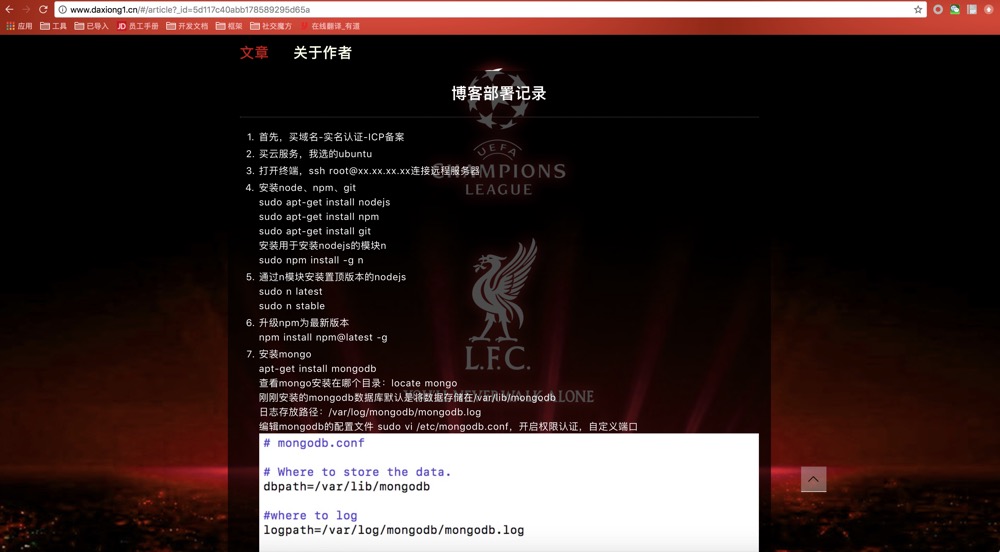 www.daxiong1.cn/#/article?_id=5d117c40abb178589295d65a
应用 工具 已导入 JD 员工手册 开发文档 框架 社交魔方 在线翻译_有道
文章 关于作者
博客部署记录
1. 首先，买域名-实名认证-ICP备案
2. 买云服务，我选的ubuntu
3. 打开终端，ssh root@xx.xx.xx.xx连接远程服务器
UEFA
CHAMPIONS
LEAGUE
4. 安装node、npm、git
sudo apt-get install nodejs
sudo apt-get install npm
sudo apt-get install git
安装用于安装nodejs的模块n
sudo npm install -g n
5. 通过n模块安装置顶版本的nodejs
sudo n latest
sudo n stable
6. 升级npm为最新版本
npm install npm@latest -g
L.F.C.
7. 安装mongo
apt-get install mongodb
查看mongo安装在哪个目录：locate mongo
刚刚安装的mongodb数据库默认是将数据存储在/var/lib/mongodb
YOU'LL NEVER WALK ALONE
日志存放路径：/var/log/mongodb/mongodb.log
编辑mongodb的配置文件 sudo vi /etc/mongodb.conf，开启权限认证，自定义端口
# mongodb.conf
# Where to store the data.
dbpath=/var/lib/mongodb
#where to log
logpath=/var/log/mongodb/mongodb.log